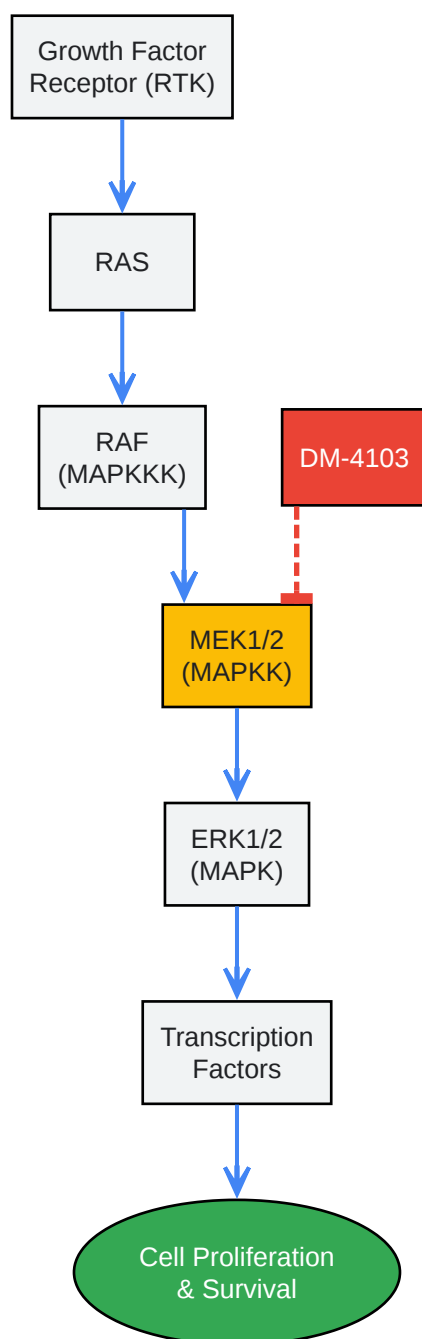 Growth Factor
Receptor (RTK)
RAS
RAF
(MAPKKK)
DM-4103
MEK1/2
(MAPKK)
ERK1/2
(MAPK)
Transcription
Factors
Cell Proliferation
& Survival